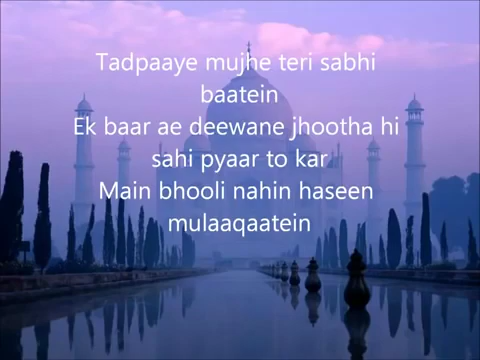 Tadpaaye mujhe teri sabhi
baatein
Ek baar ae deewane jhootha hi
sahi pyaar to kar
Main bhooli nahin haseen
mulaaqaatein